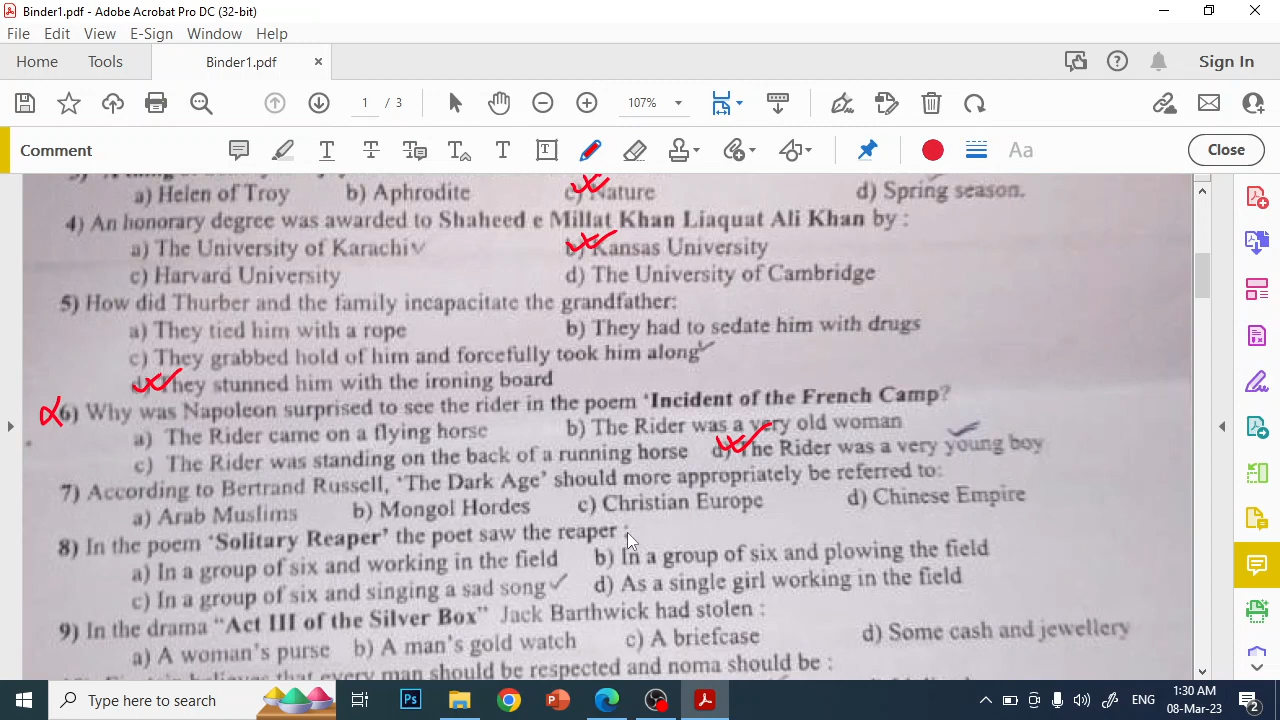 Binder1.pdf - Adobe Acrobat Pro DC (32-bit)
File Edit View E-Sign Window Help
Home Tools Binder1.pdf Sign In
1 / 3 107%
Comment Close
a) Helen of Troy b) Aphrodite c) Nature d) Spring season.
4) An honorary degree was awarded to Shaheed e Millat Khan Liaquat Ali Khan by :
a) The University of Karachi b) Kansas University
c) Harvard University d) The University of Cambridge
5) How did Thurber and the family incapacitate the grandfather:
a) They tied him with a rope b) They had to sedate him with drugs
c) They grabbed hold of him and forcefully took him along
d) They stunned him with the ironing board
6) Why was Napoleon surprised to see the rider in the poem 'Incident of the French Camp?
a) The Rider came on a flying horse b) The Rider was a very old woman
c) The Rider was standing on the back of a running horse d) The Rider was a very young boy
7) According to Bertrand Russell, 'The Dark Age' should more appropriately be referred to:
a) Arab Muslims b) Mongol Hordes c) Christian Europe d) Chinese Empire
8) In the poem 'Solitary Reaper' the poet saw the reaper :
a) In a group of six and working in the field b) In a group of six and plowing the field
c) In a group of six and singing a sad song d) As a single girl working in the field
9) In the drama "Act III of the Silver Box" Jack Barthwick had stolen :
a) A woman's purse b) A man's gold watch c) A briefcase d) Some cash and jewellery
believes that every man should be respected and noma should be :
Type here to search ENG 1:30 AM
08-Mar-23 2